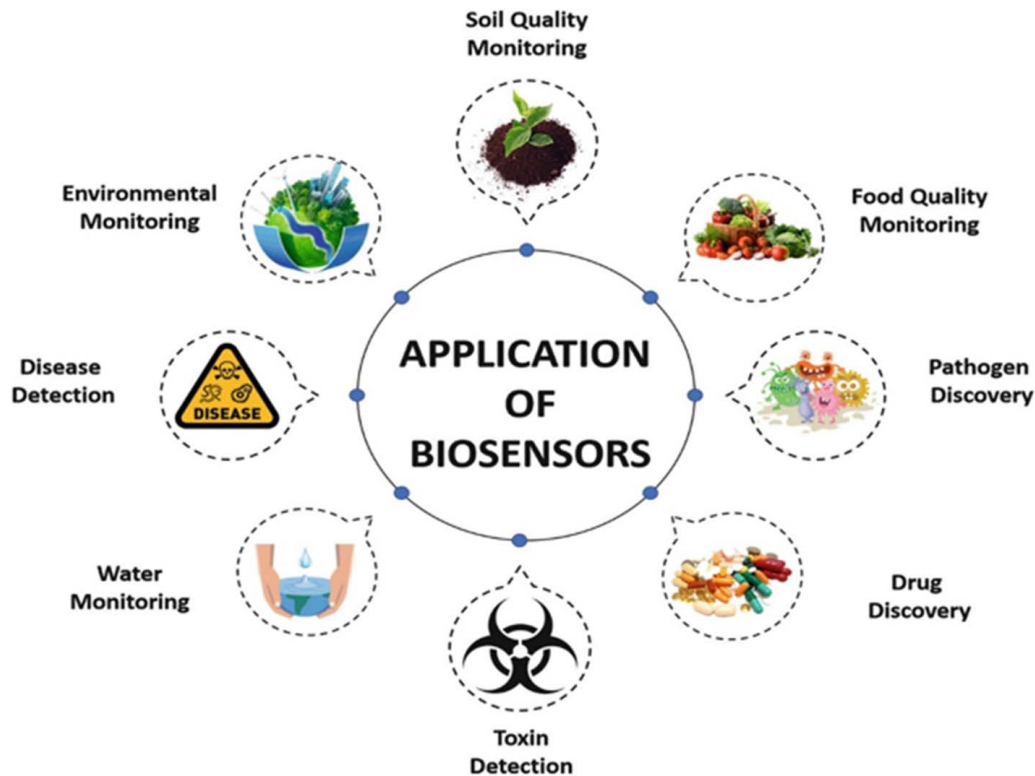 Soil Quality
Monitoring
Environmental
Monitoring
Food Quality
Monitoring
APPLICATION
OF
BIOSENSORS
Disease
Detection
DISEASE
Pathogen
Discovery
Water
Monitoring
Drug
Discovery
Toxin
Detection